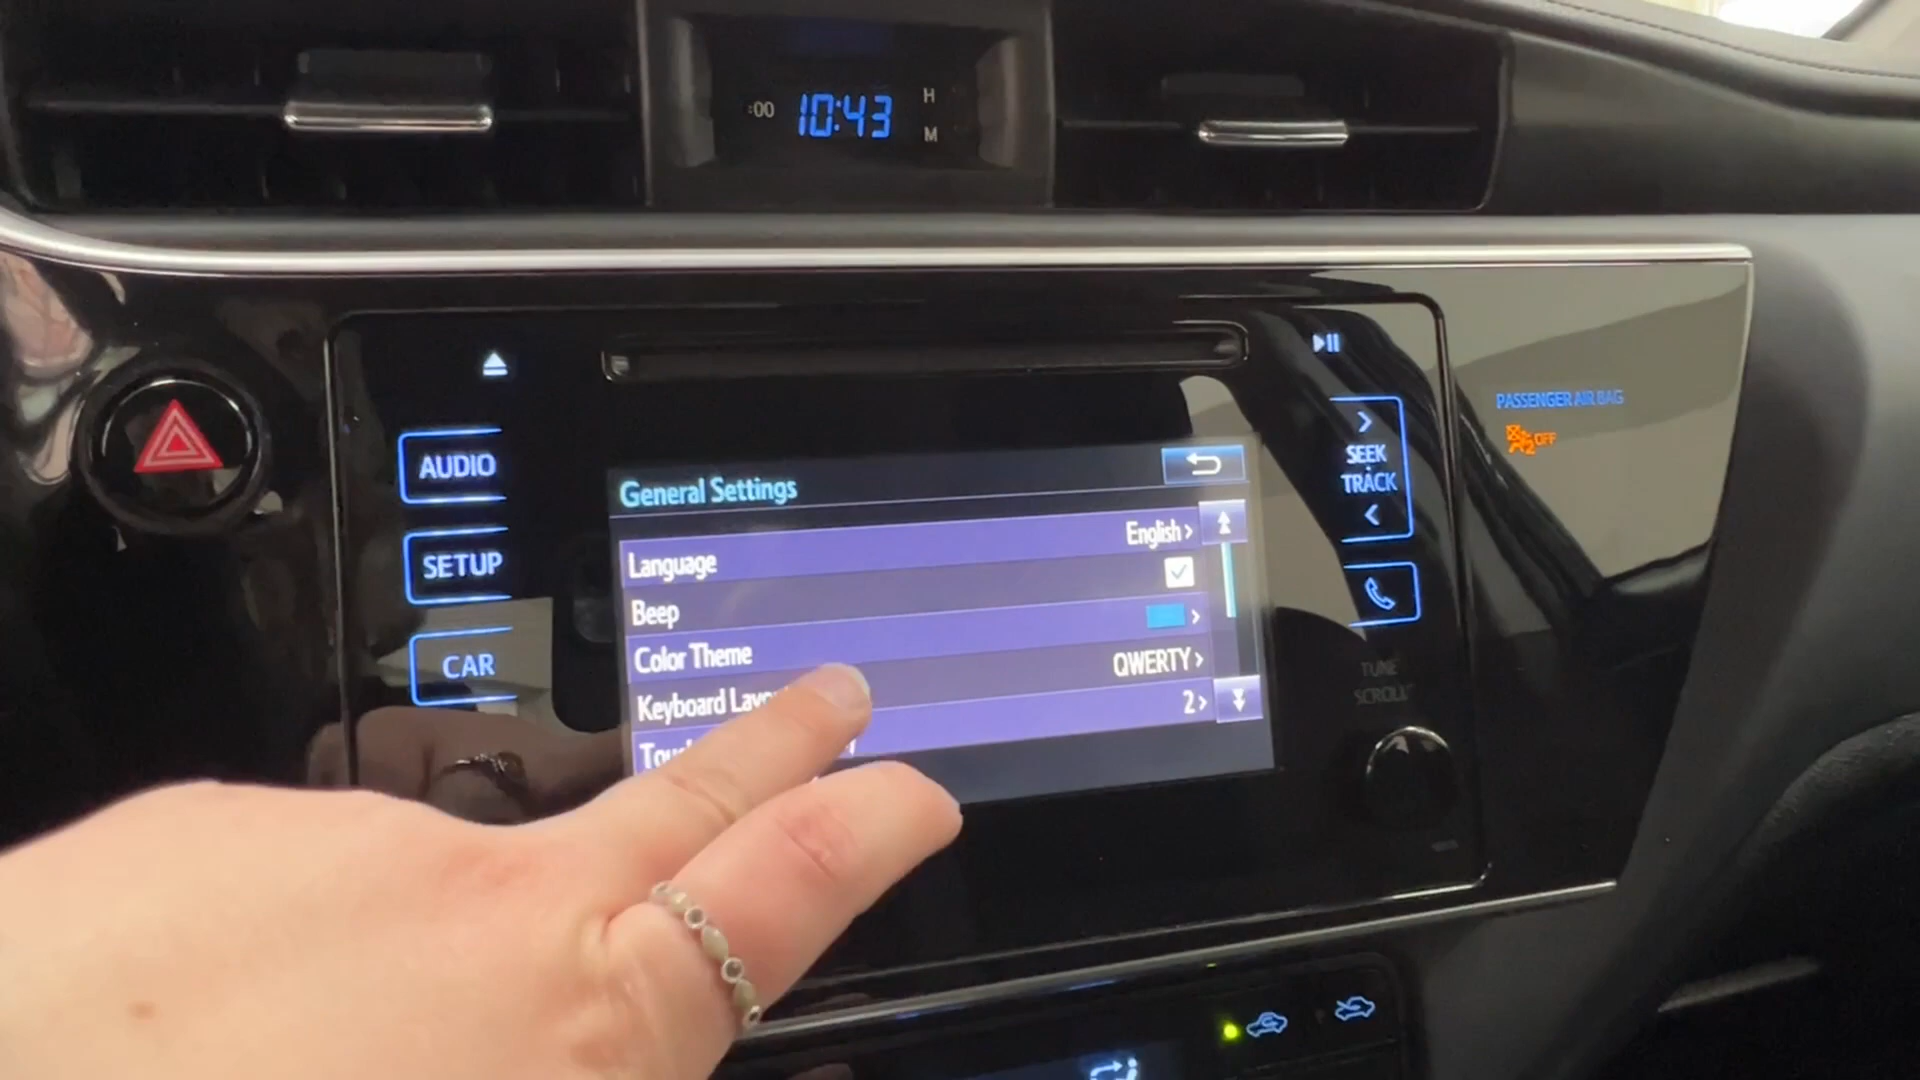 :00 10:43 H
M
PASSENGER AIR BAG
2 OFF
AUDIO
SETUP
CAR
General Settings
Language English >
Beep
Color Theme >
Keyboard QWERTY >
2 >
>
SEEK
TRACK
<
TUNE
SCROLL